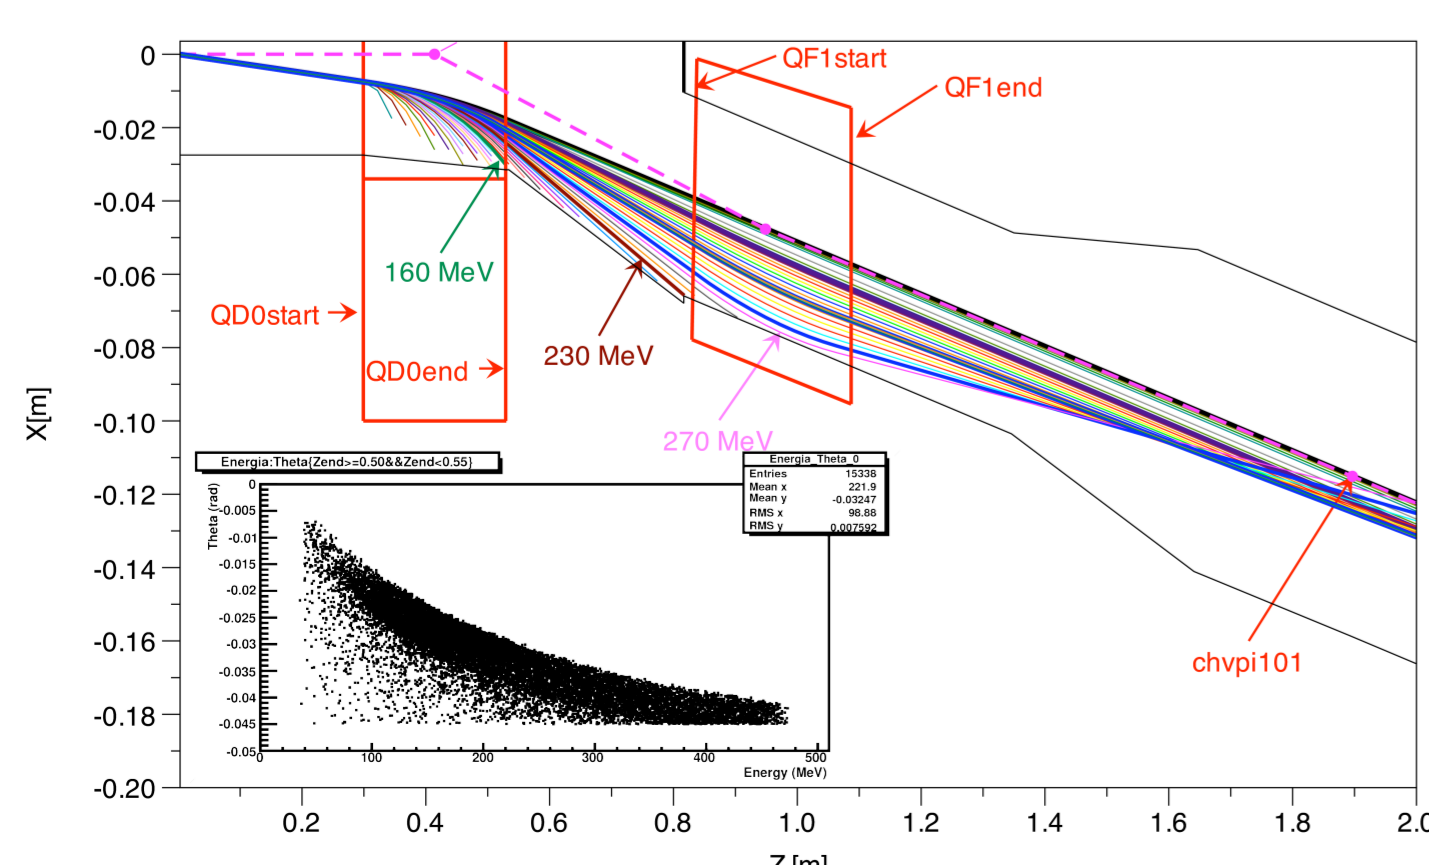 0
-0.02
-0.04
-0.06
-0.08
-0.10
-0.12
-0.14
-0.16
-0.18
-0.20
X[m]
QF1start
QF1end
160 MeV
QD0start
230 MeV
QD0end
270 MeV
chvpi101
Energia:Theta{Zend>=0.50&&Zend<0.55}
Energia_Theta_0
Entries 15338
Mean x 221.9
Mean y -0.03247
RMS x 98.88
RMS y 0.007592
Theta (rad)
0
-0.005
-0.01
-0.015
-0.02
-0.025
-0.03
-0.035
-0.04
-0.045
-0.05
0 100 200 300 400 500
Energy (MeV)
0.2 0.4 0.6 0.8 1.0 1.2 1.4 1.6 1.8 2.0
Z [m]